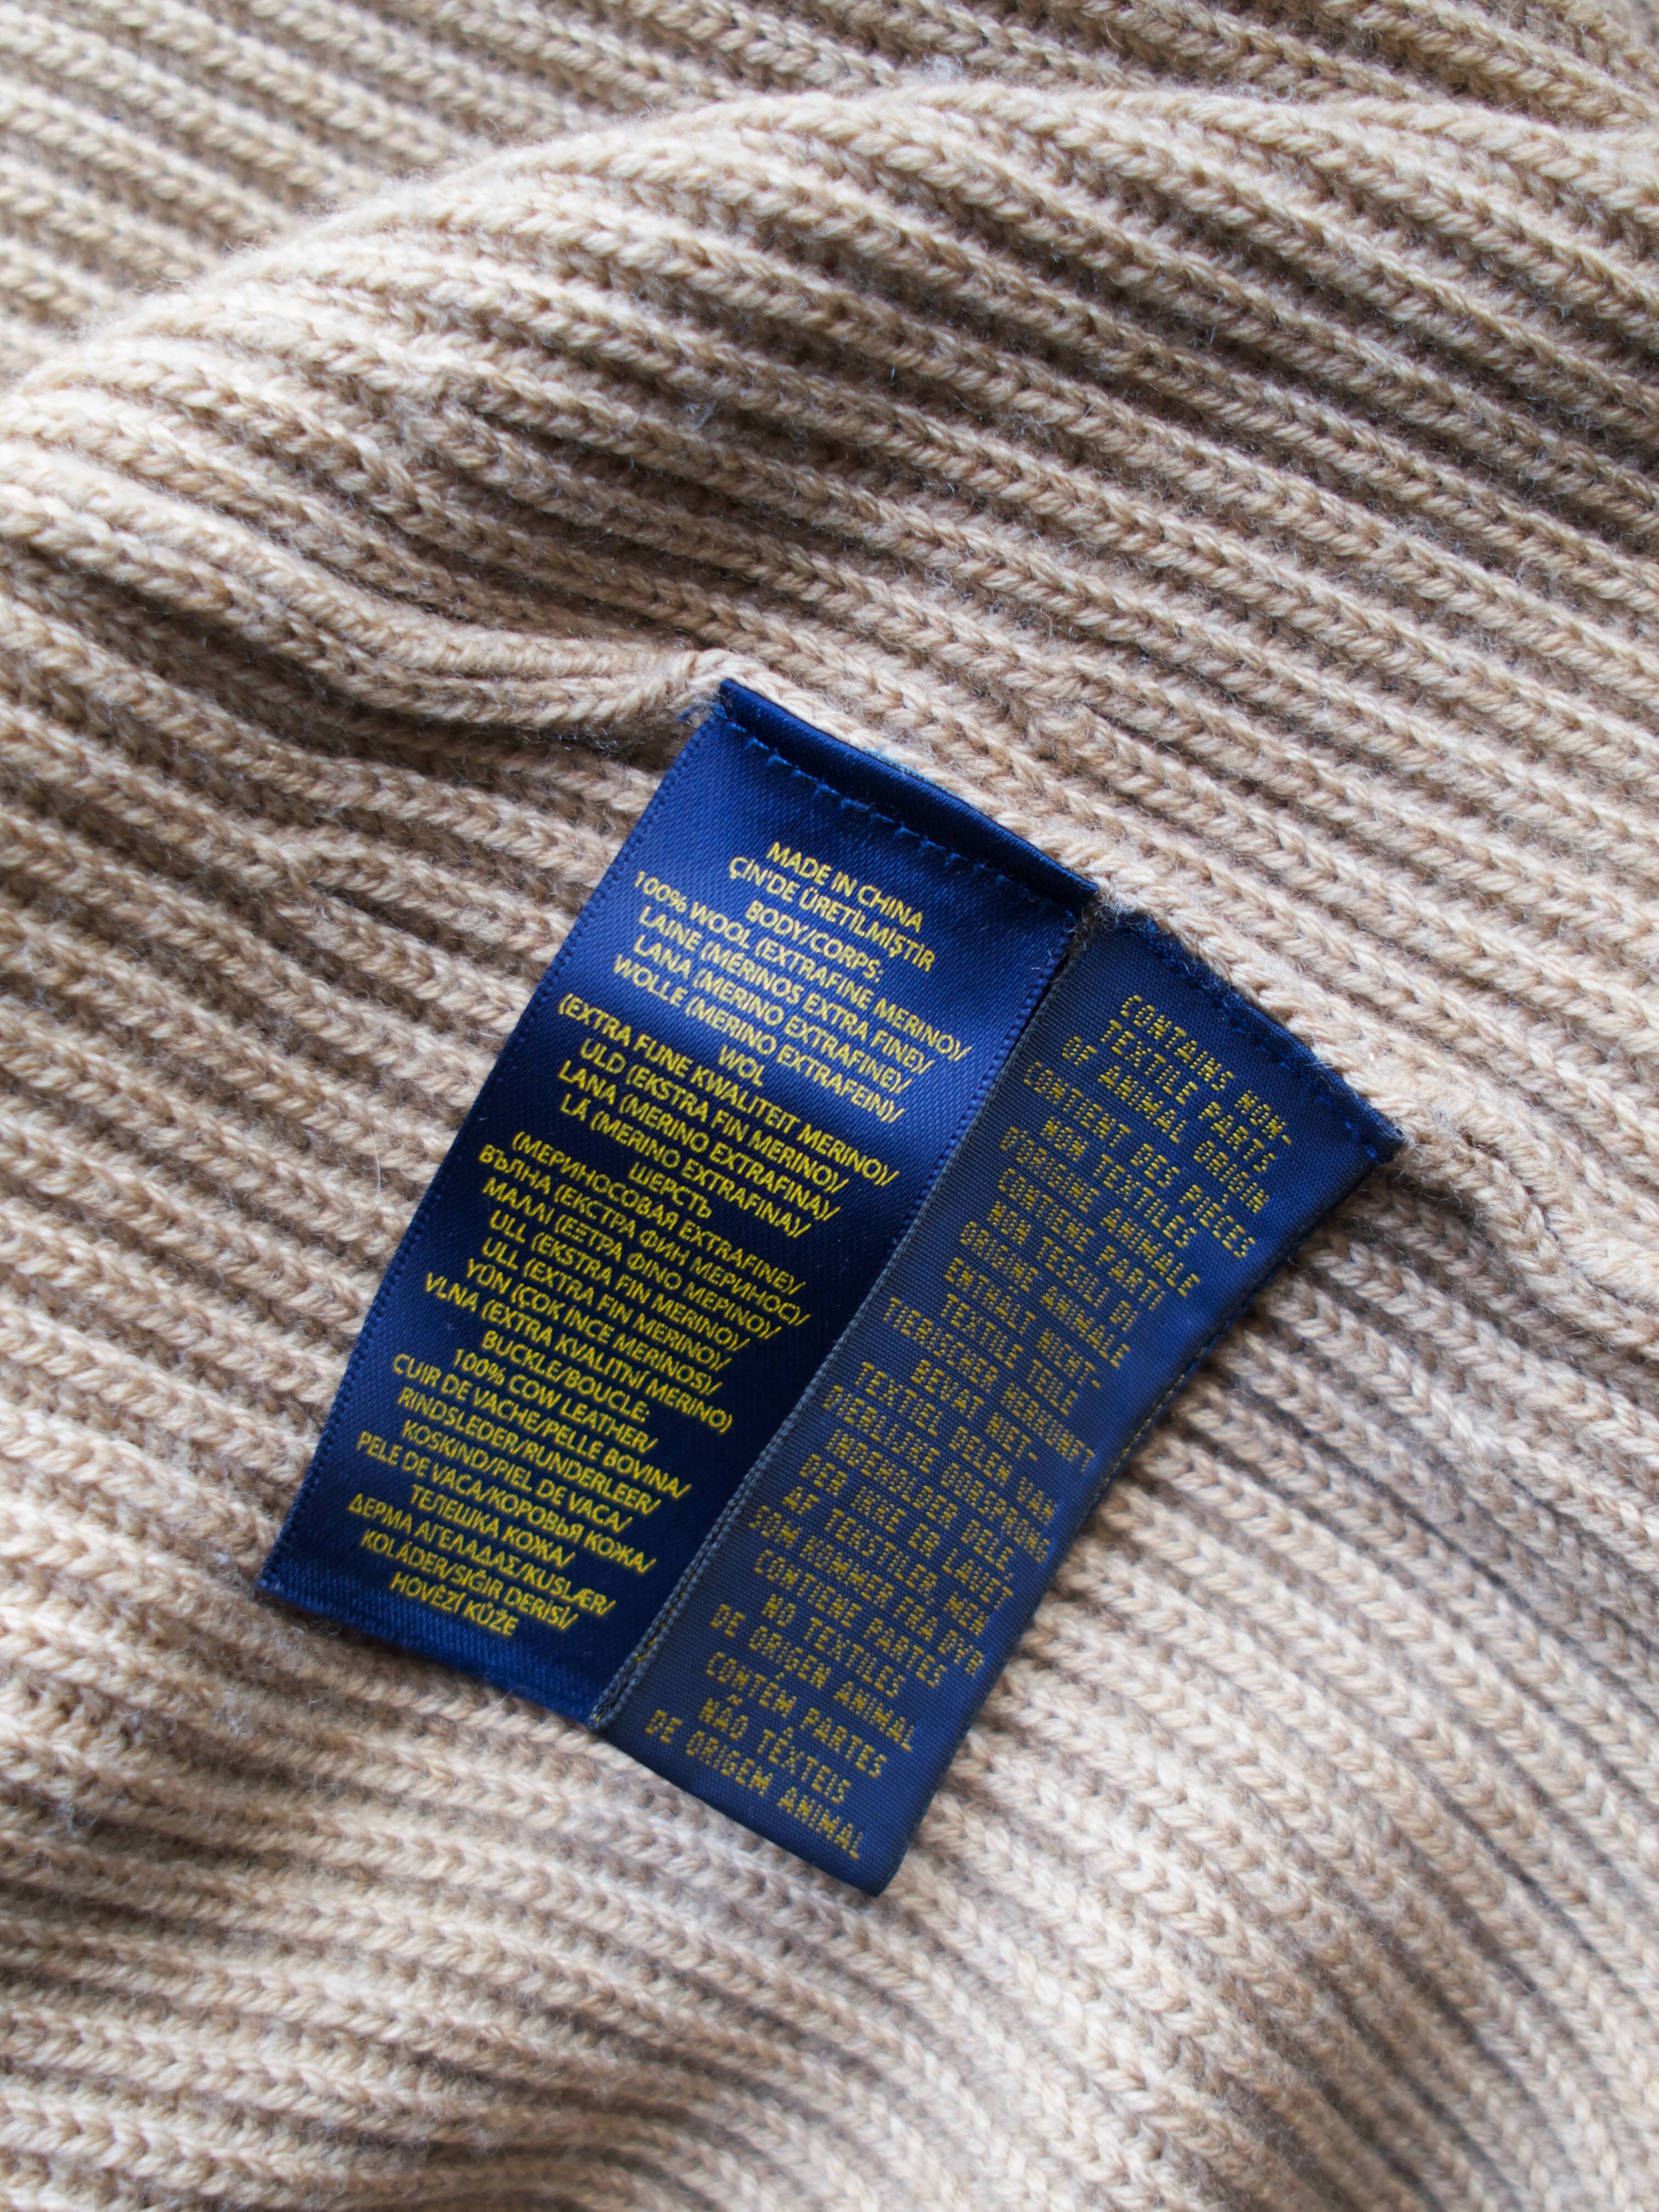 MADE IN CHINA
ÇİN'DE ÜRETİLMİŞTİR
BODY/CORPS:
100% WOOL (EXTRAFINE MERINO)/
LAINE (MÉRINOS EXTRA FINE)/
LANA (MERINO EXTRAFINE)/
WOLLE (MERINO EXTRAFEIN)/
WOL
(EXTRA FIJNE KWALITEIT MERINO)/
ULD (EKSTRA FIN MERINO)/
LANA (MERINO EXTRAFINA)/
LÃ (MERINO EXTRAFINA)/
ШЕРСТЬ
(МЕРИНОСОВАЯ EXTRAFINE)/
ВЪЛНА (ЕКСТРА ФИН МЕРИНОС)/
ΜΑΛΛΙ (ΕΞΤΡΑ ΦΙΝΟ ΜΕΡΙΝΟ)/
ULL (EKSTRA FIN MERINO)/
ULL (EXTRA FIN MERINO)/
YÜN (ÇOK INCE MERİNOS)/
VLNA (EXTRA KVALITNÍ MERINO)
BUCKLE/BOUCLE:
100% COW LEATHER/
CUIR DE VACHE/PELLE BOVINA/
RINDSLEDER/RUNDERLEER/
KOSKIND/PIEL DE VACA/
PELE DE VACA/КОРОВЬЯ КОЖА/
ТЕЛЕШКА КОЖА/
ΔΕΡΜΑ ΑΓΕΛΑΔΑΣ/KUSLÆR/
KOLÄDER/SIĞIR DERİSİ/
HOVĚZÍ KŮŽE
CONTAINS NON-
TEXTILE PARTS
OF ANIMAL ORIGIN
CONTIENT DES PIECES
NON TEXTILES
D'ORIGINE ANIMALE
CONTIENE PARTI
NON TESSILI DI
ORIGINE ANIMALE
ENTHALT NICHT-
TEXTILE TEILE
TIERISCHER HERKUNFT
BEVAT NIET-
TEXTIEL DELEN VAN
DIERLIJKE OORSPRONG
INDEHOLDER DELE,
DER IKKE ER LAVET
AF TEKSTILER, MEN
SOM KOMMER FRA DYR
CONTIENE PARTES
NO TEXTILES
DE ORIGEN ANIMAL
CONTÉM PARTES
NÃO TÊXTEIS
DE ORIGEM ANIMAL